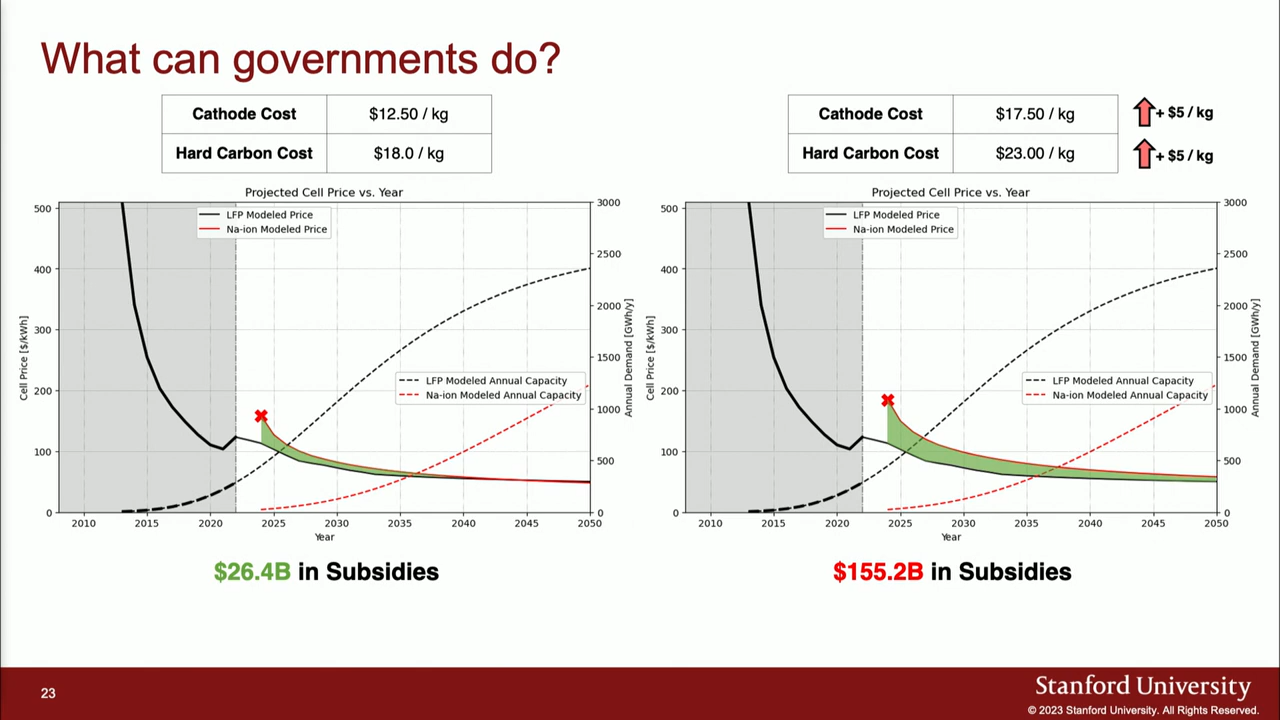 What can governments do?
Cathode Cost $12.50 / kg
Hard Carbon Cost $18.0 / kg
Projected Cell Price vs. Year
LFP Modeled Price
Na-ion Modeled Price
500
400
300
200
100
0
Cell Price [$/kWh]
3000
2500
2000
1500
1000
500
0
Annual Demand [GWh/y]
LFP Modeled Annual Capacity
Na-ion Modeled Annual Capacity
2010 2015 2020 2025 2030 2035 2040 2045 2050
Year
$26.4B in Subsidies
Cathode Cost $17.50 / kg + $5 / kg
Hard Carbon Cost $23.00 / kg + $5 / kg
Projected Cell Price vs. Year
LFP Modeled Price
Na-ion Modeled Price
500
400
300
200
100
0
Cell Price [$/kWh]
3000
2500
2000
1500
1000
500
0
Annual Demand [GWh/y]
LFP Modeled Annual Capacity
Na-ion Modeled Annual Capacity
2010 2015 2020 2025 2030 2035 2040 2045 2050
Year
$155.2B in Subsidies
23
Stanford University
© 2023 Stanford University. All Rights Reserved.